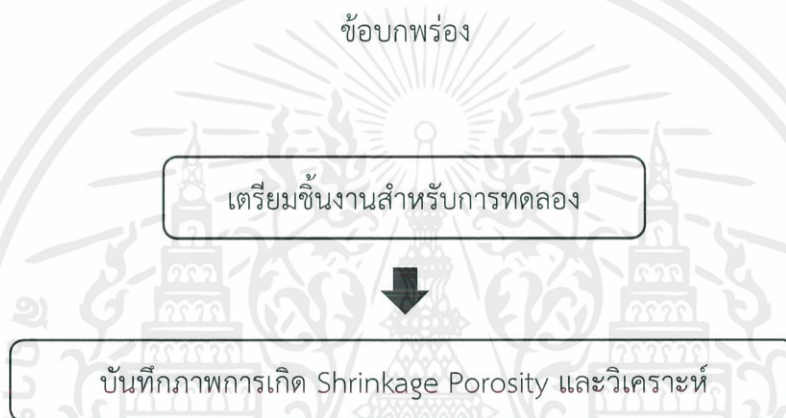 ข้อบกพร่อง
เตรียมชิ้นงานสำหรับการทดลอง
บันทึกภาพการเกิด Shrinkage Porosity และวิเคราะห์